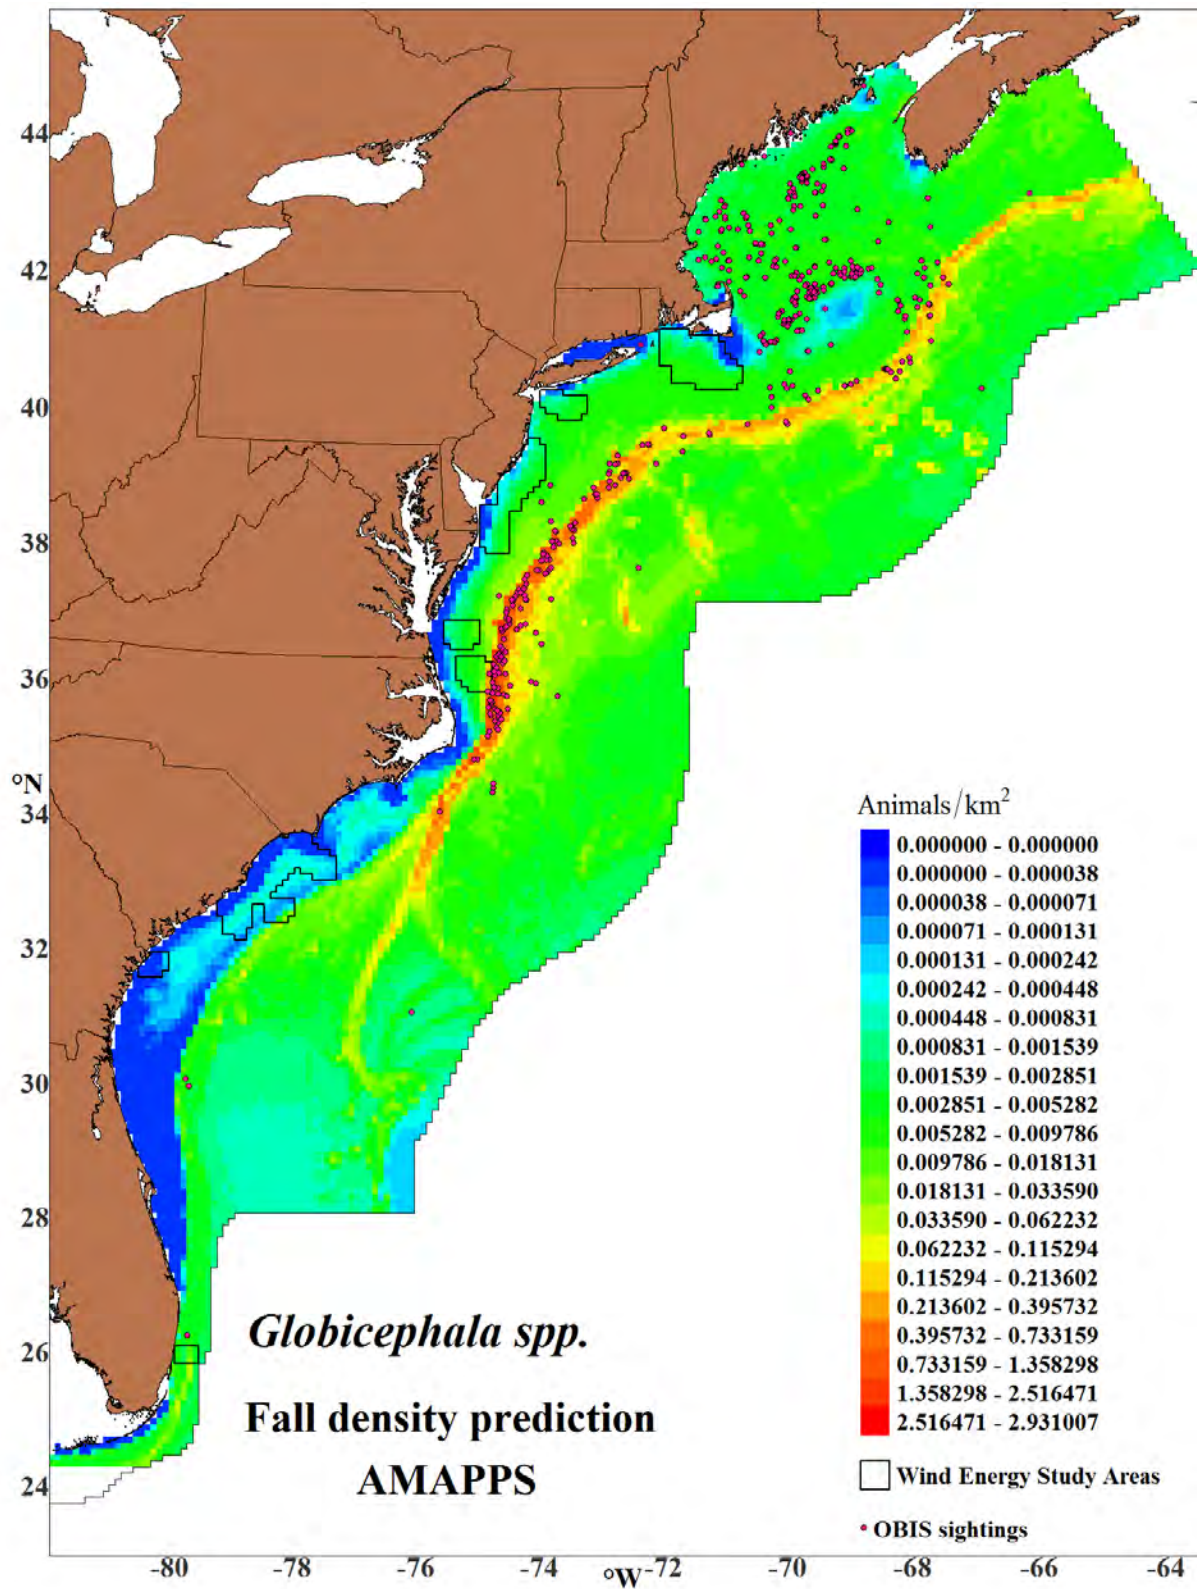 44
42
40
38
36
°N
34
32
30
28
26
24
Animals/km²
0.000000 - 0.000000
0.000000 - 0.000038
0.000038 - 0.000071
0.000071 - 0.000131
0.000131 - 0.000242
0.000242 - 0.000448
0.000448 - 0.000831
0.000831 - 0.001539
0.001539 - 0.002851
0.002851 - 0.005282
0.005282 - 0.009786
0.009786 - 0.018131
0.018131 - 0.033590
0.033590 - 0.062232
0.062232 - 0.115294
0.115294 - 0.213602
0.213602 - 0.395732
0.395732 - 0.733159
0.733159 - 1.358298
1.358298 - 2.516471
2.516471 - 2.931007
Wind Energy Study Areas
OBIS sightings
Globicephala spp.
Fall density prediction
AMAPPS
-80 -78 -76 -74 °W -72 -70 -68 -66 -64